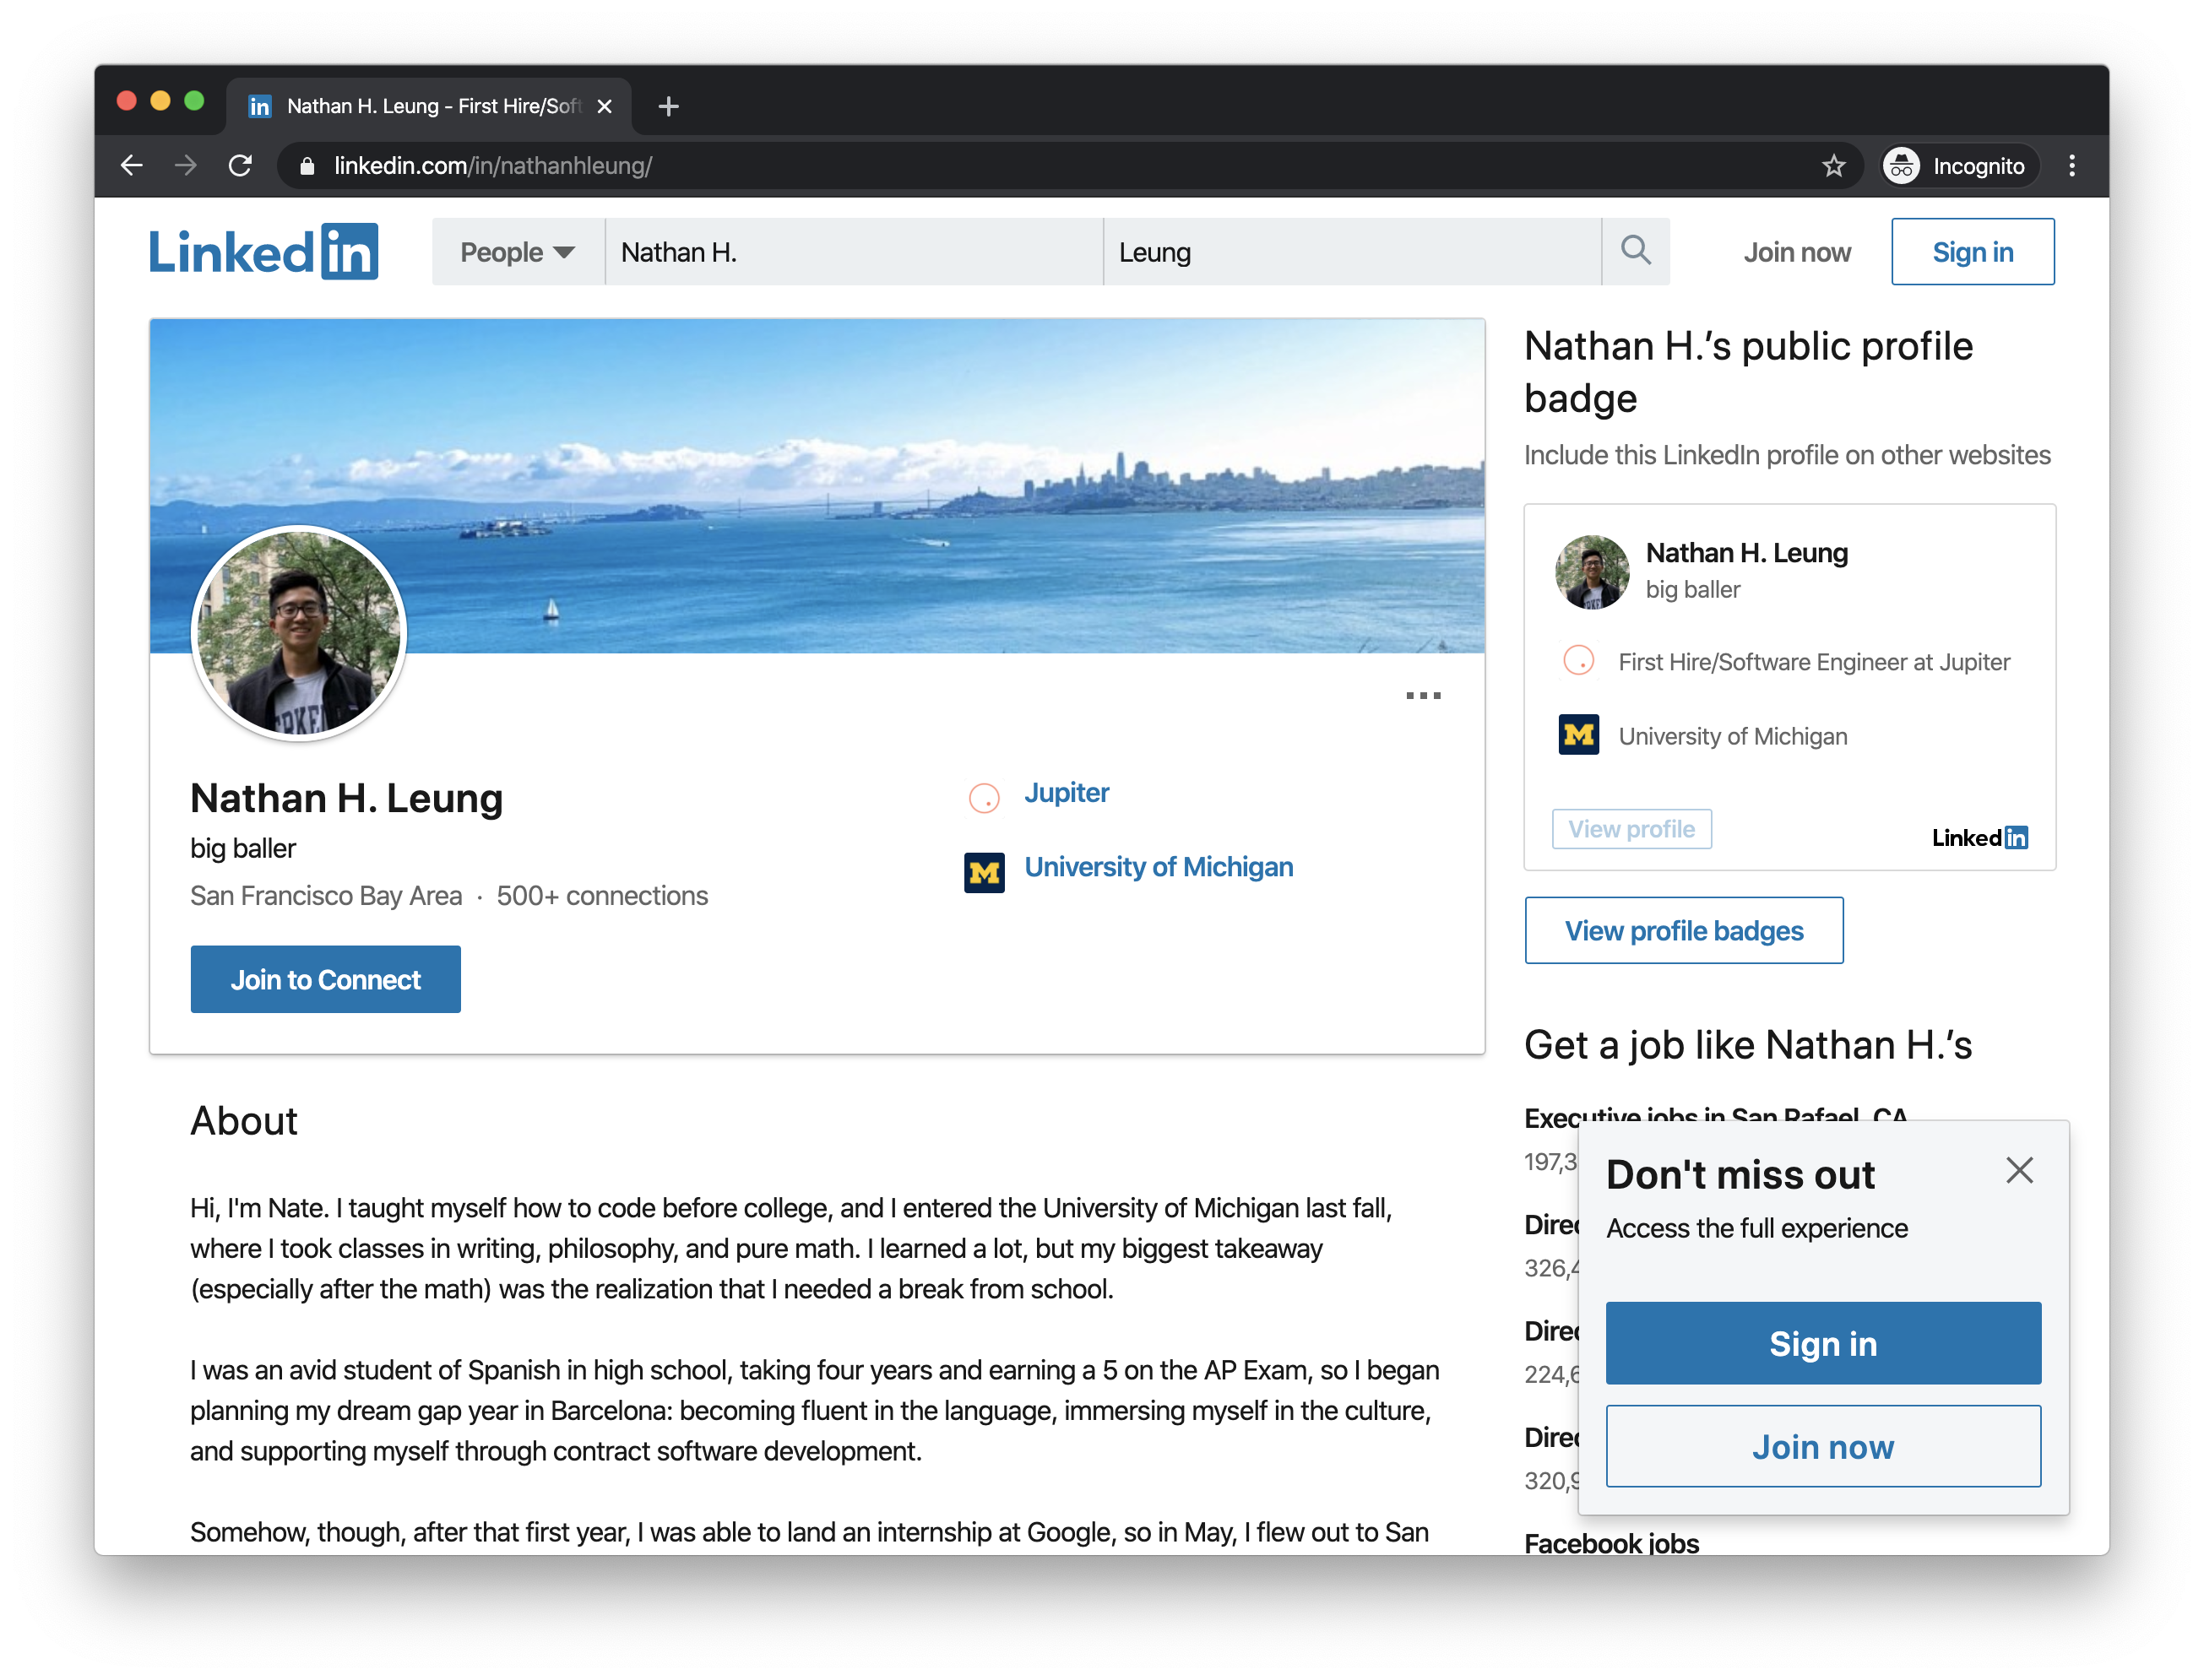 Nathan H. Leung - First Hire/Soft
linkedin.com/in/nathanhleung/
Incognito
Linked in
People
Nathan H.
Leung
Join now
Sign in
Nathan H. Leung
big baller
San Francisco Bay Area · 500+ connections
Join to Connect
Jupiter
University of Michigan
About
Hi, I'm Nate. I taught myself how to code before college, and I entered the University of Michigan last fall,
where I took classes in writing, philosophy, and pure math. I learned a lot, but my biggest takeaway
(especially after the math) was the realization that I needed a break from school.
I was an avid student of Spanish in high school, taking four years and earning a 5 on the AP Exam, so I began
planning my dream gap year in Barcelona: becoming fluent in the language, immersing myself in the culture,
and supporting myself through contract software development.
Somehow, though, after that first year, I was able to land an internship at Google, so in May, I flew out to San
Nathan H.’s public profile
badge
Include this LinkedIn profile on other websites
Nathan H. Leung
big baller
First Hire/Software Engineer at Jupiter
M University of Michigan
View profile
Linked in
View profile badges
Get a job like Nathan H.’s
Executive jobs in San Rafael, CA
197,3
Direc
326,4
Direc
224,6
Direc
320,9
Facebook jobs
Don't miss out
Access the full experience
Sign in
Join now